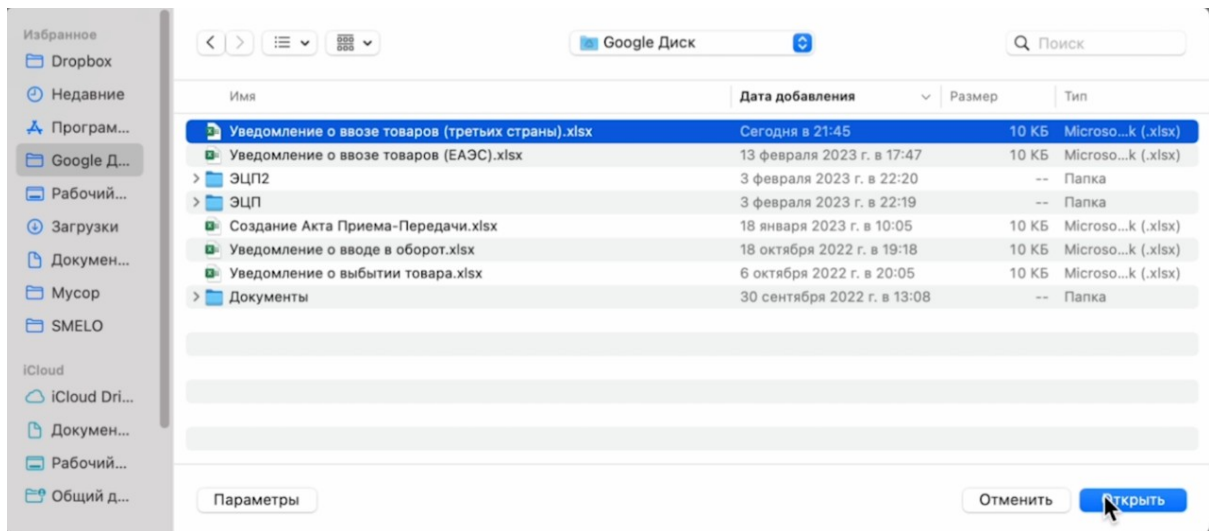 Избранное
Dropbox
Недавние
Програм...
Google Д...
Рабочий...
Загрузки
Докумен...
Мусор
SMELO
iCloud
iCloud Dri...
Докумен...
Рабочий...
Общий д...
Google Диск
Поиск
Имя Дата добавления Размер Тип
Уведомление о ввозе товаров (третьих страны).xlsx Сегодня в 21:45 10 КБ Microso...k (.xlsx)
Уведомление о ввозе товаров (ЕАЭС).xlsx 13 февраля 2023 г. в 17:47 10 КБ Microso...k (.xlsx)
ЭЦП2 3 февраля 2023 г. в 22:20 -- Папка
ЭЦП 3 февраля 2023 г. в 22:19 -- Папка
Создание Акта Приема-Передачи.xlsx 18 января 2023 г. в 10:05 10 КБ Microso...k (.xlsx)
Уведомление о вводе в оборот.xlsx 18 октября 2022 г. в 19:18 10 КБ Microso...k (.xlsx)
Уведомление о выбытии товара.xlsx 6 октября 2022 г. в 20:05 10 КБ Microso...k (.xlsx)
Документы 30 сентября 2022 г. в 13:08 -- Папка
Параметры Отменить Открыть